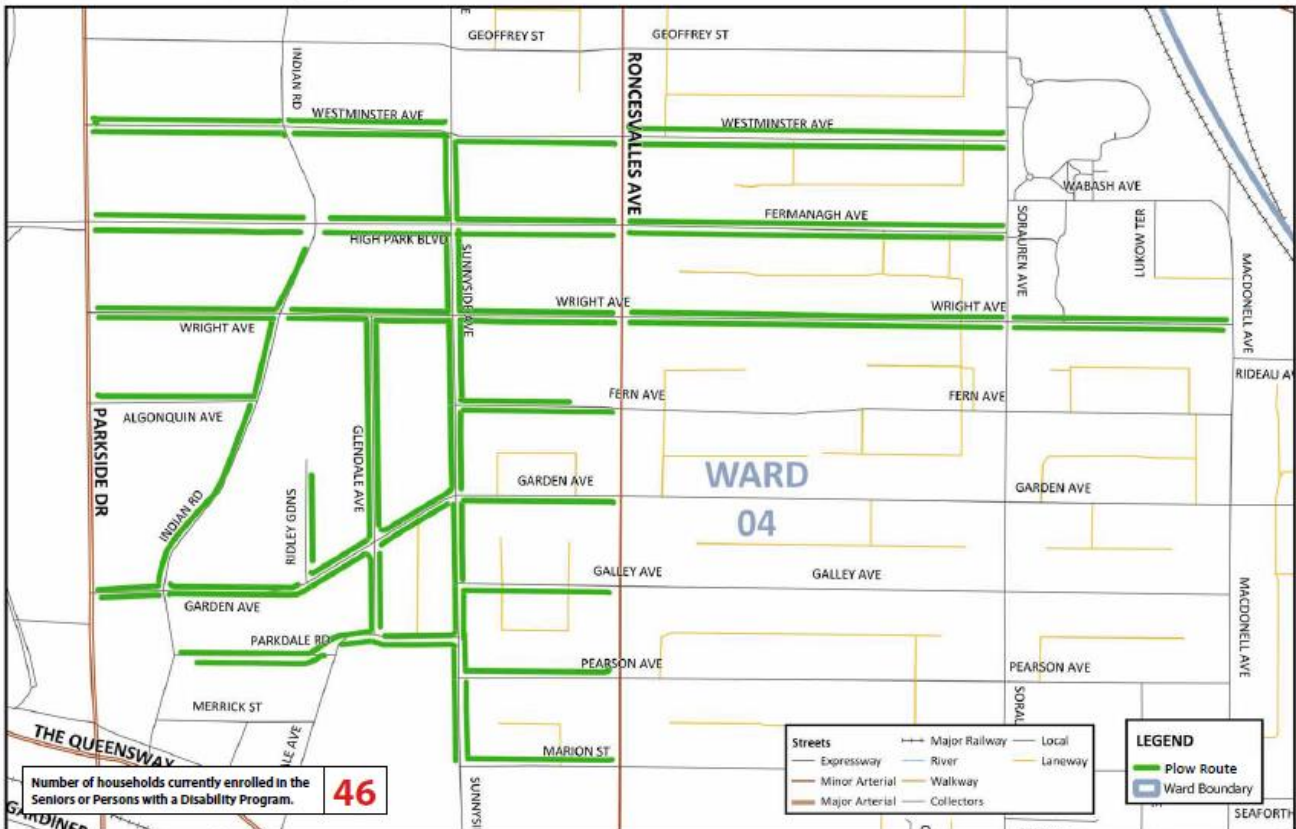 GEOFFREY ST
GEOFFREY ST
INDIAN RD
RONCESVALLES AVE
WESTMINSTER AVE
WESTMINSTER AVE
WABASH AVE
FERMANAGH AVE
HIGH PARK BLVD
SUNNYSIDE AVE
SORAUREN AVE
LUKOW TER
MACDONELL AVE
WRIGHT AVE
WRIGHT AVE
WRIGHT AVE
RIDEAU AV
FERN AVE
FERN AVE
ALGONQUIN AVE
PARKSIDE DR
GLENDALE AVE
WARD
04
GARDEN AVE
GARDEN AVE
INDIAN RD
RIDLEY GDNS
GALLEY AVE
GALLEY AVE
GARDEN AVE
MACDONELL AVE
PARKDALE RD
PEARSON AVE
PEARSON AVE
MERRICK ST
SORAU
THE QUEENSWAY
ALE AVE
MARION ST
SUNNYSI
Streets
Expressway
Minor Arterial
Major Arterial
Major Railway
River
Walkway
Collectors
Local
Laneway
LEGEND
Plow Route
Ward Boundary
Number of households currently enrolled in the
Seniors or Persons with a Disability Program.
46
GARDINER
SEAFORTH